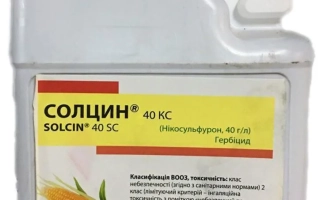 СОЛЦИН® 40 КС
SOLCIN® 40 SC
(Нікосульфурон, 40 г/л)
Гербіцид
Класифікація ВООЗ, токсичність: клас
небезпечності (згідно з санітарними нормами) 2
клас (лімітуючий критерій – інгаляційна